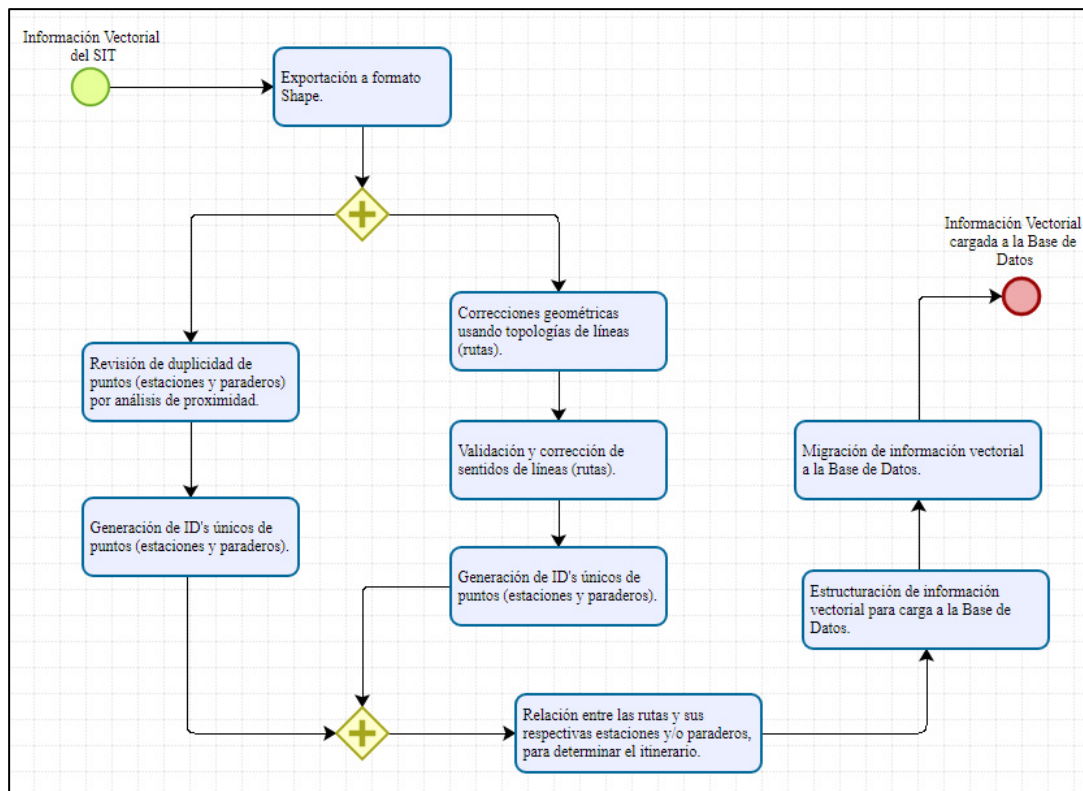 Información Vectorial
del SIT
Exportación a formato
Shape.
Revisión de duplicidad de
puntos (estaciones y paraderos)
por análisis de proximidad.
Generación de ID's únicos de
puntos (estaciones y paraderos).
Correcciones geométricas
usando topologías de líneas
(rutas).
Validación y corrección de
sentidos de líneas (rutas).
Generación de ID's únicos de
puntos (estaciones y paraderos).
Relación entre las rutas y sus
respectivas estaciones y/o paraderos,
para determinar el itinerario.
Estructuración de información
vectorial para carga a la Base de
Datos.
Migración de información vectorial
a la Base de Datos.
Información Vectorial
cargada a la Base de
Datos